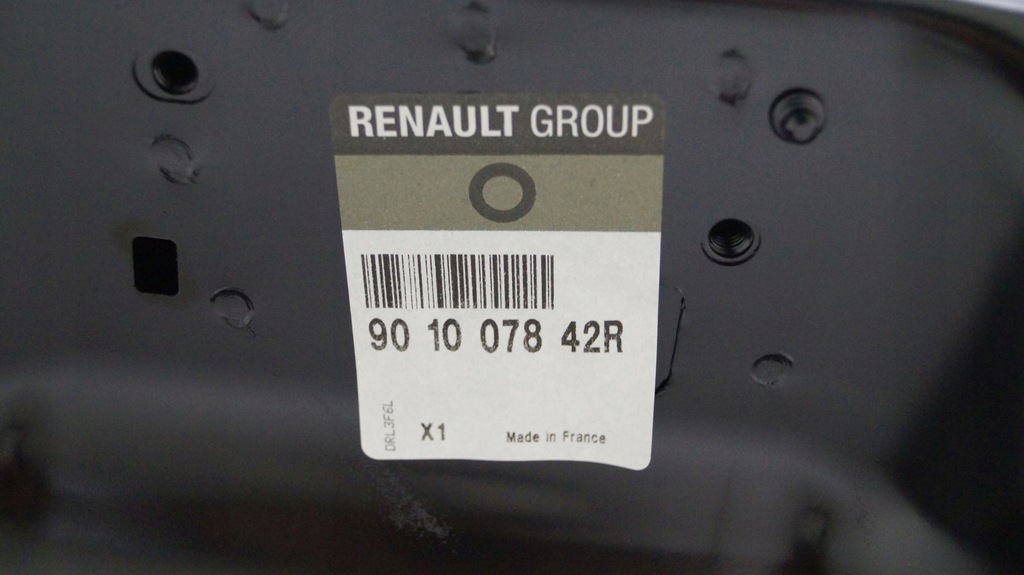 RENAULT GROUP
90 10 078 42R
DRL3F6L
X1
Made in France